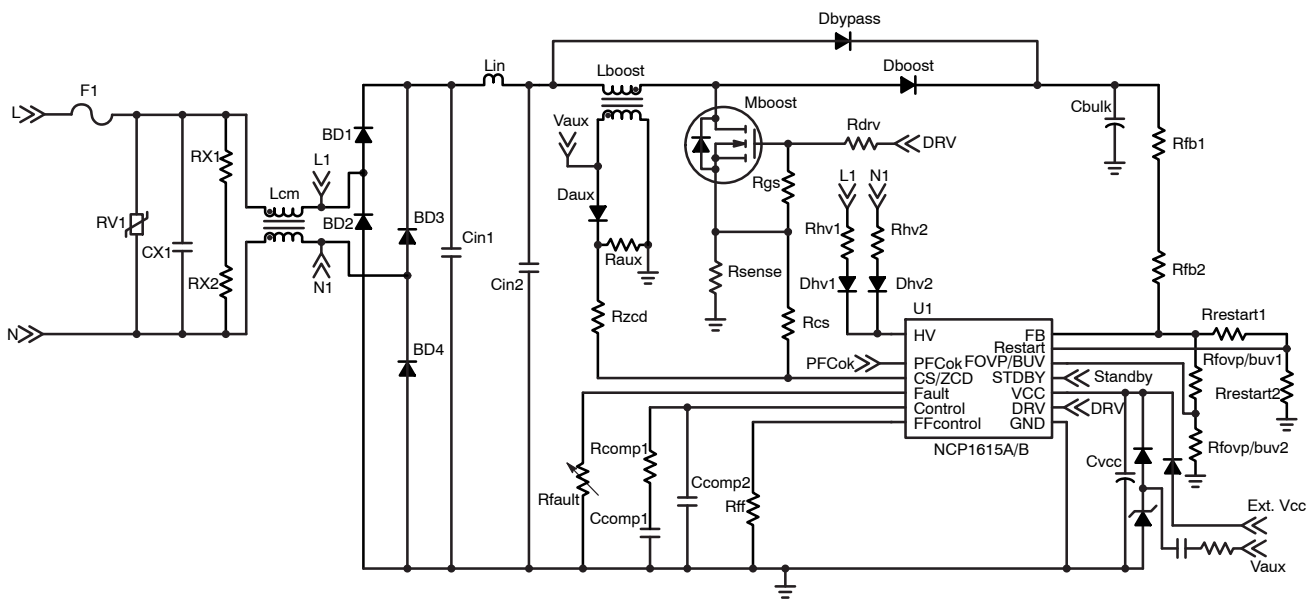 Dbypass
Lin
Lboost
Dboost
F1
Mboost
Cbulk
L
Vaux
Rdrv
DRV
BD1
RX1
L1
Rfb1
Rgs
L1
N1
Lcm
Daux
RV1
BD2
BD3
Rhv1
Rhv2
CX1
Cin1
Raux
Rsense
Rfb2
RX2
N1
Cin2
Dhv1
Dhv2
Rzcd
U1
Rcs
Rrestart1
N
HV
FB
Restart
BD4
PFCok
PFCok
FOVP/BUV
Rfovp/buv1
CS/ZCD
STDBY
Standby
Fault
VCC
Rrestart2
Control
DRV
DRV
FFcontrol
GND
Rcomp1
NCP1615A/B
Rfovp/buv2
Cvcc
Ccomp2
Rfault
Rff
Ext. Vcc
Ccomp1
Vaux